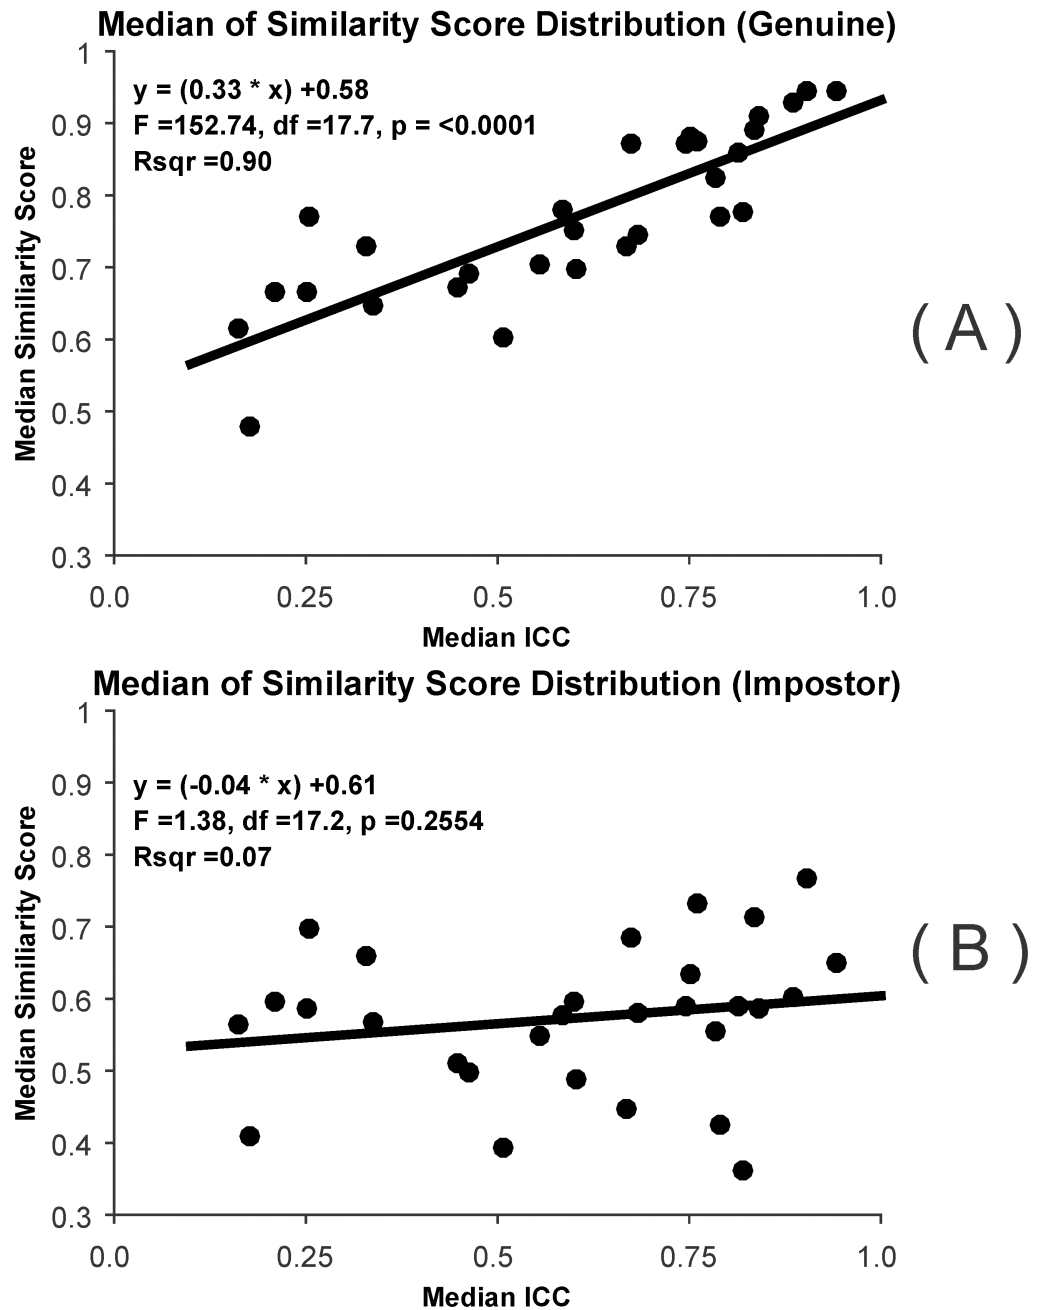 Median of Similarity Score Distribution (Genuine)
y = (0.33 * x) +0.58
F =152.74, df =17.7, p = <0.0001
Rsqr =0.90
Median Similiarity Score
1
0.9
0.8
0.7
0.6
0.5
0.4
0.3
0.0 0.25 0.5 0.75 1.0
Median ICC
( A )
Median of Similarity Score Distribution (Impostor)
y = (-0.04 * x) +0.61
F =1.38, df =17.2, p =0.2554
Rsqr =0.07
Median Similiarity Score
1
0.9
0.8
0.7
0.6
0.5
0.4
0.3
0.0 0.25 0.5 0.75 1.0
Median ICC
( B )